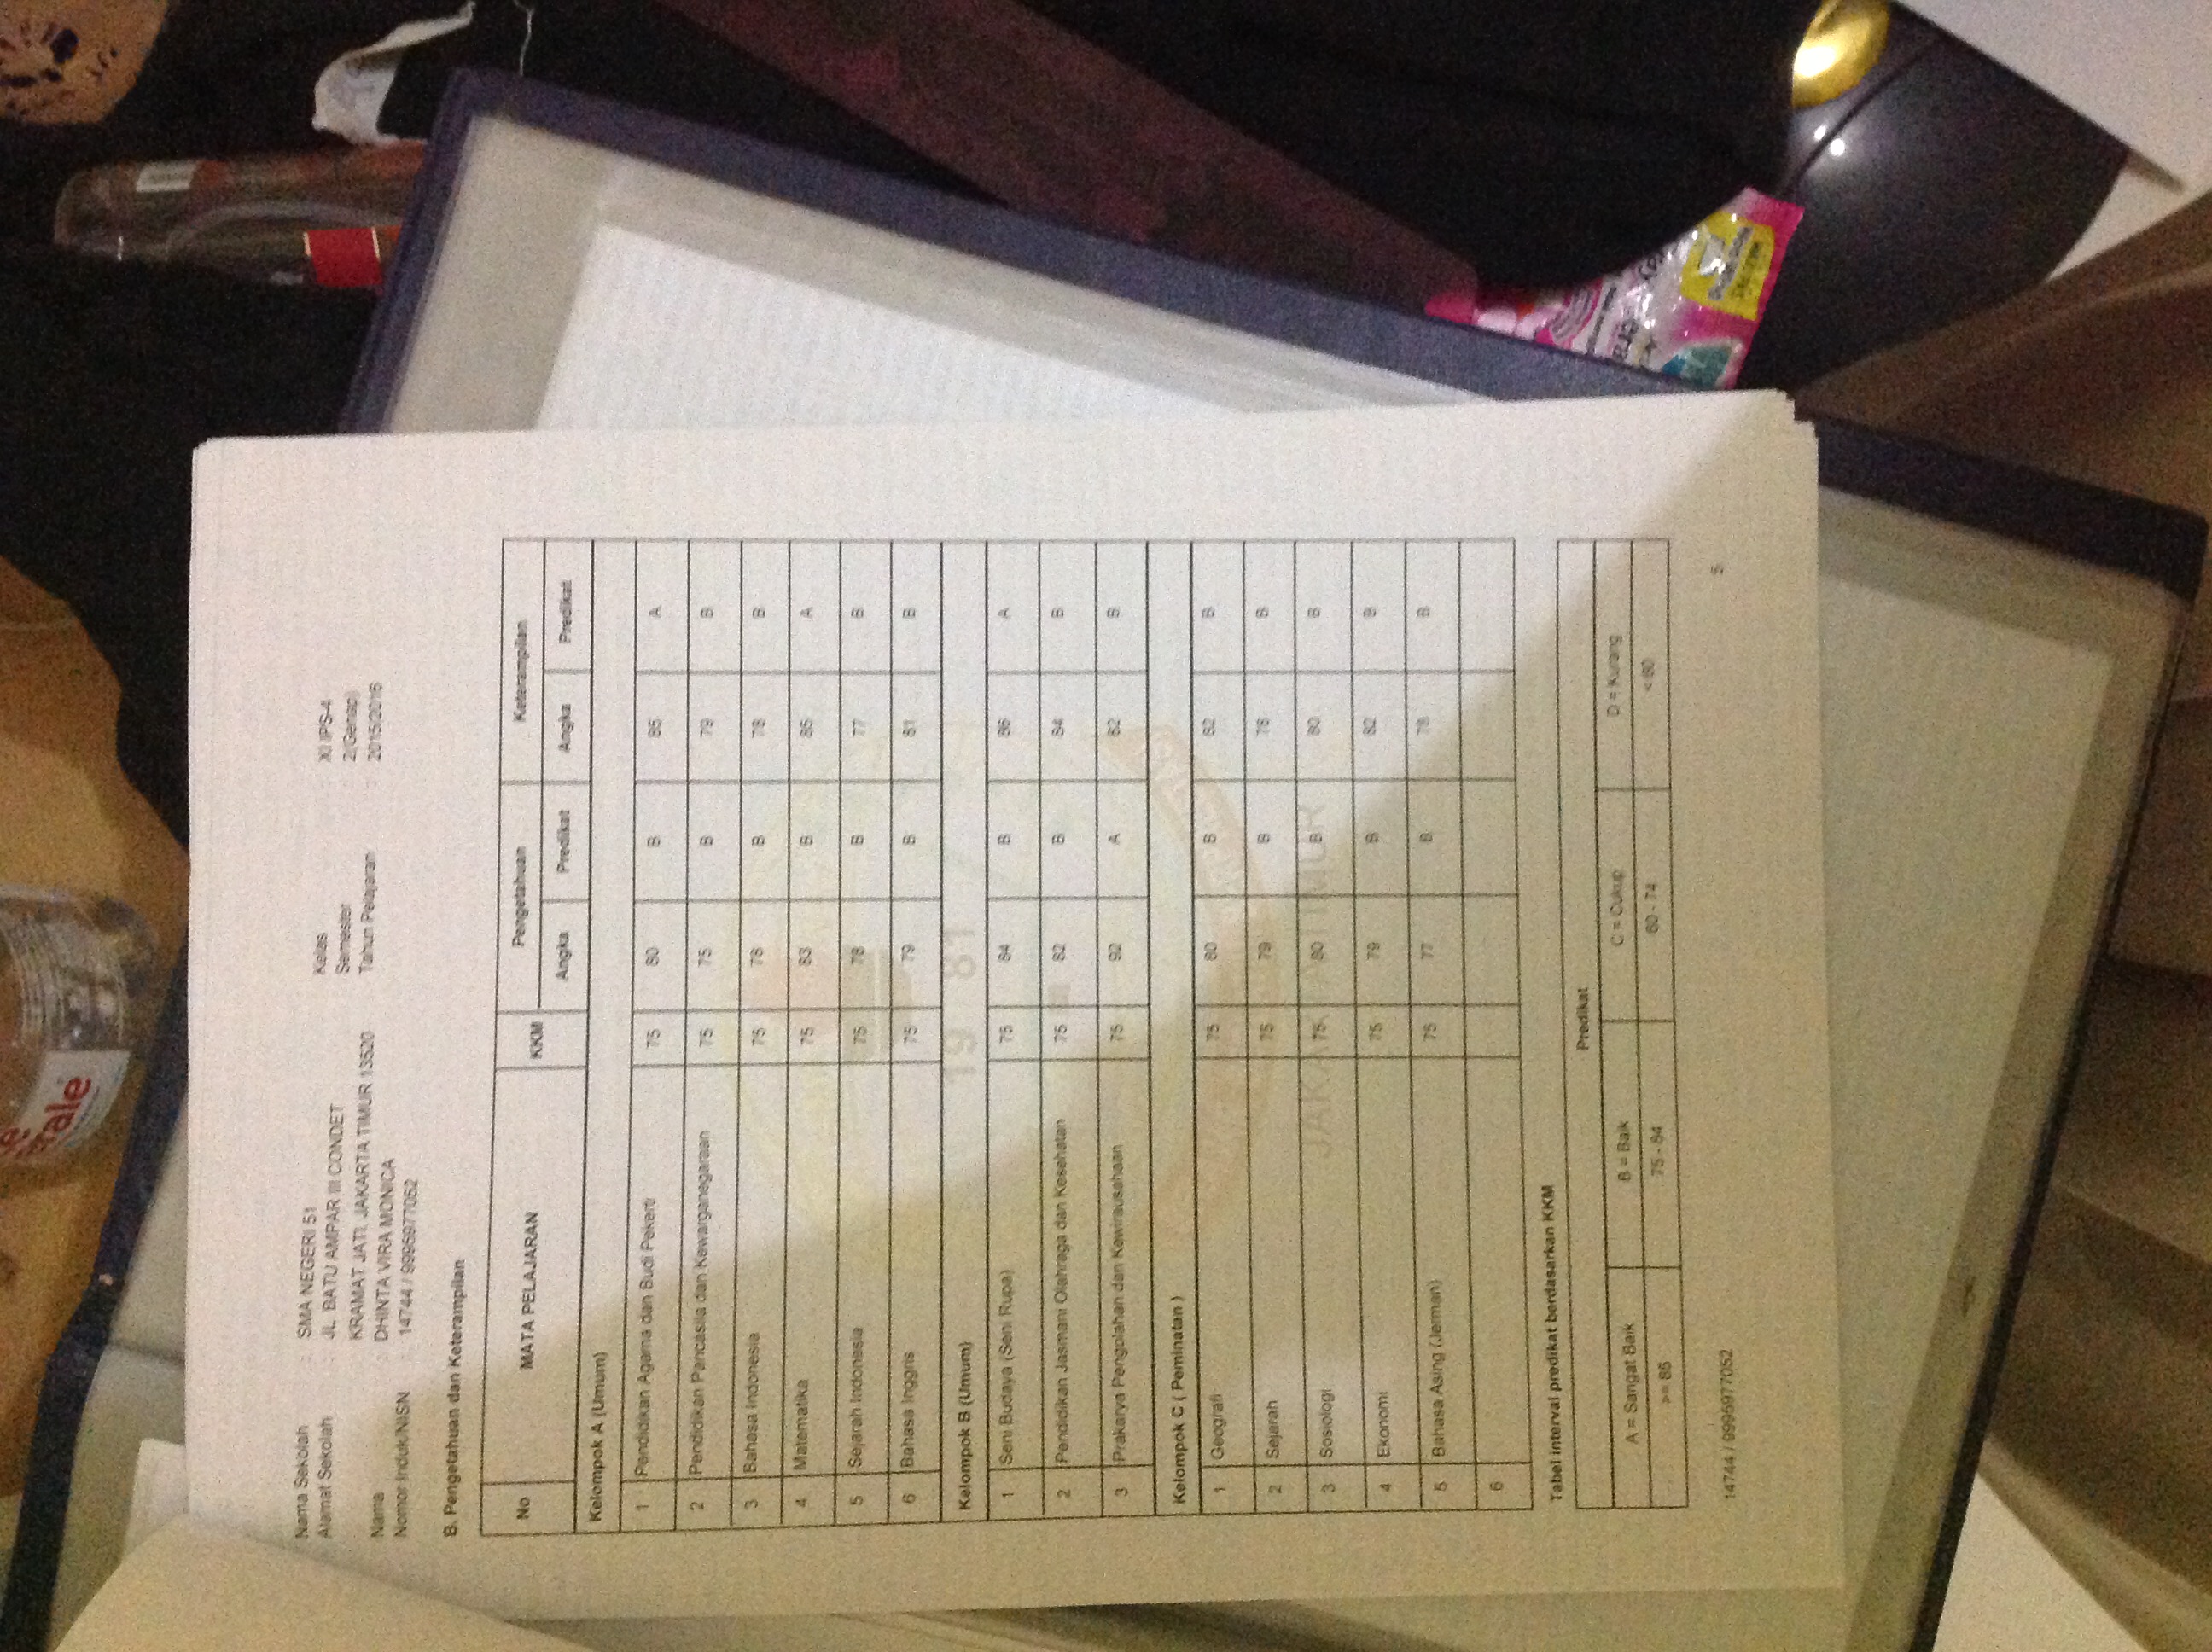 erale
Nama Sekolah : SMA NEGERI 51
Alamat Sekolah : JL. BATU AMPAR III CONDET
KRAMAT JATI, JAKARTA TIMUR 13520
Nama : DHINTA VIRA MONICA
Nomor Induk/NISN : 14744 / 9995977052
Kelas XI IPS-4
Semester 2(Genap)
Tahun Pelajaran : 2015/2016
B. Pengetahuan dan Keterampilan
No MATA PELAJARAN KKM Pengetahuan Keterampilan
Angka Predikat Angka Predikat
Kelompok A (Umum)
1 Pendidikan Agama dan Budi Pekerti 75 80 B 85 A
2 Pendidikan Pancasila dan Kewarganegaraan 75 75 B 79 B
3 Bahasa Indonesia 75 78 B 78 B
4 Matematika 75 83 B 85 A
5 Sejarah Indonesia 75 78 B 77 B
6 Bahasa Inggris 75 79 B 81 B
19 81
Kelompok B (Umum)
1 Seni Budaya (Seni Rupa) 75 84 B 86 A
2 Pendidikan Jasmani Olahraga dan Kesehatan 75 82 B 84 B
3 Prakarya Pengolahan dan Kewirausahaan 75 92 A 82 B
Kelompok C ( Peminatan )
1 Geografi 75 80 B 82 B
2 Sejarah 75 79 B 78 B
3 Sosiologi 75 80 B 80 B
JAKARTA TIMUR
4 Ekonomi 75 79 B 82 B
5 Bahasa Asing (Jerman) 75 77 B 78 B
6
Tabel interval predikat berdasarkan KKM
Predikat
A = Sangat Baik B = Baik C = Cukup D = Kurang
>= 85 75 - 84 60 - 74 < 60
14744 / 9995977052 5